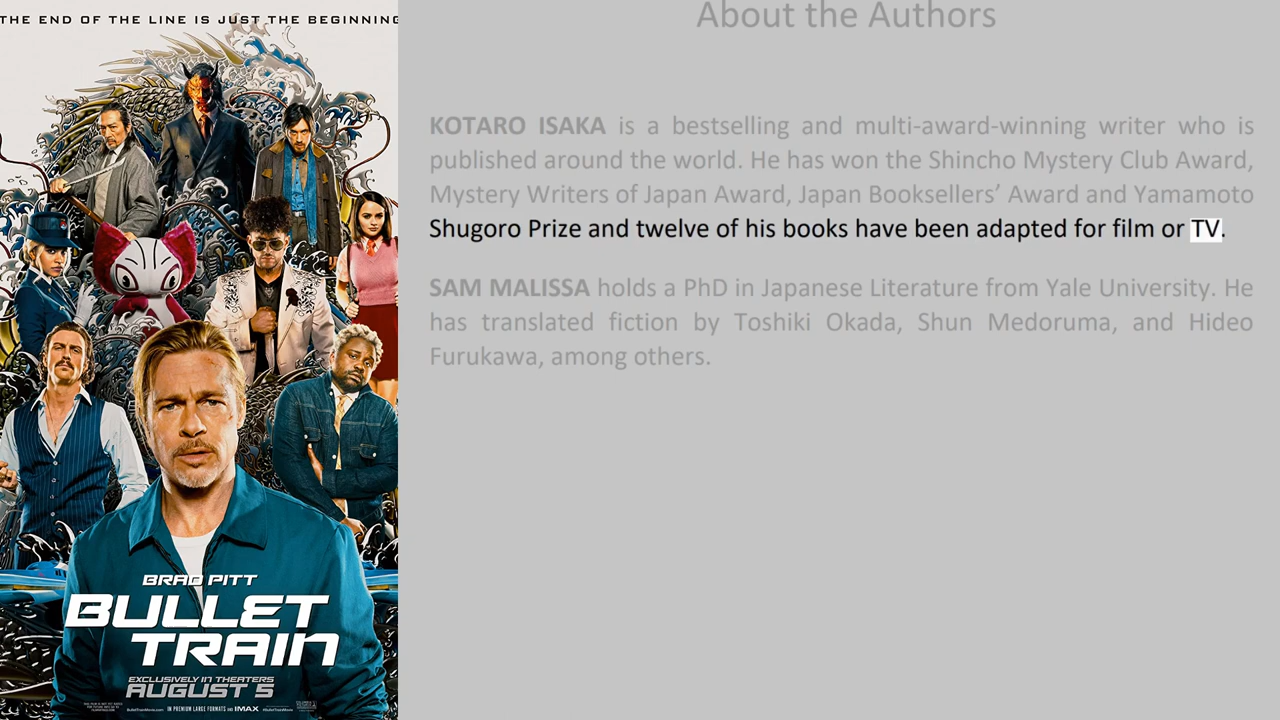 THE END OF THE LINE IS JUST THE BEGINNING
BRAD PITT
BULLET
TRAIN
EXCLUSIVELY IN THEATERS
AUGUST 5
BulletTrainMovie.com
IN PREMIUM LARGE FORMATS AND IMAX
#BulletTrainMovie
About the Authors
KOTARO ISAKA is a bestselling and multi-award-winning writer who is
published around the world. He has won the Shincho Mystery Club Award,
Mystery Writers of Japan Award, Japan Booksellers’ Award and Yamamoto
Shugoro Prize and twelve of his books have been adapted for film or TV.
SAM MALISSA holds a PhD in Japanese Literature from Yale University. He
has translated fiction by Toshiki Okada, Shun Medoruma, and Hideo
Furukawa, among others.